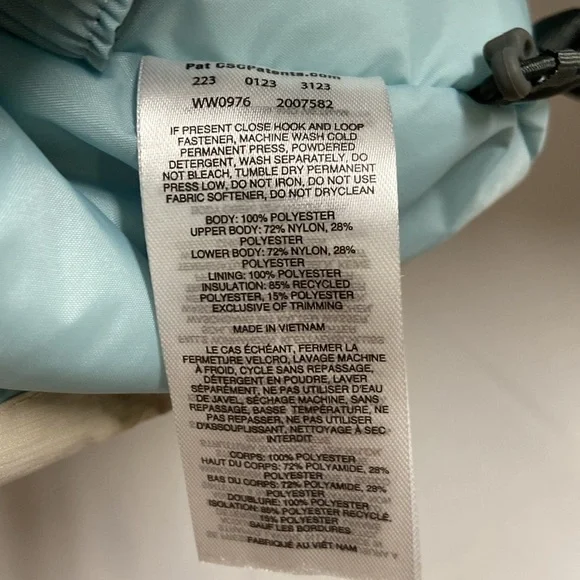 Pat CSCPatents.com
223 0123 3123
WW0976 2007582
IF PRESENT CLOSE HOOK AND LOOP
FASTENER, MACHINE WASH COLD
PERMANENT PRESS, POWDERED
DETERGENT, WASH SEPARATELY, DO
NOT BLEACH, TUMBLE DRY PERMANENT
PRESS LOW, DO NOT IRON, DO NOT USE
FABRIC SOFTENER, DO NOT DRYCLEAN
BODY: 100% POLYESTER
UPPER BODY: 72% NYLON, 28%
POLYESTER
LOWER BODY: 72% NYLON, 28%
POLYESTER
LINING: 100% POLYESTER
INSULATION: 85% RECYCLED
POLYESTER, 15% POLYESTER
EXCLUSIVE OF TRIMMING
MADE IN VIETNAM
LE CAS ÉCHÉANT, FERMER LA
FERMETURE VELCRO, LAVAGE MACHINE
À FROID, CYCLE SANS REPASSAGE,
DÉTERGENT EN POUDRE, LAVER
SÉPARÉMENT, NE PAS UTILISER D'EAU
DE JAVEL, SÉCHAGE MACHINE, SANS
REPASSAGE, BASSE TEMPÉRATURE, NE
PAS REPASSER, NE PAS UTILISER
D'ASSOUPLISSANT, NETTOYAGE À SEC
INTERDIT
CORPS: 100% POLYESTER
HAUT DU CORPS: 72% POLYAMIDE, 28%
POLYESTER
BAS DU CORPS: 72% POLYAMIDE, 28%
POLYESTER
DOUBLURE: 100% POLYESTER
ISOLATION: 85% POLYESTER RECYCLÉ,
15% POLYESTER
SAUF LES BORDURES
FABRIQUÉ AU VIET NAM